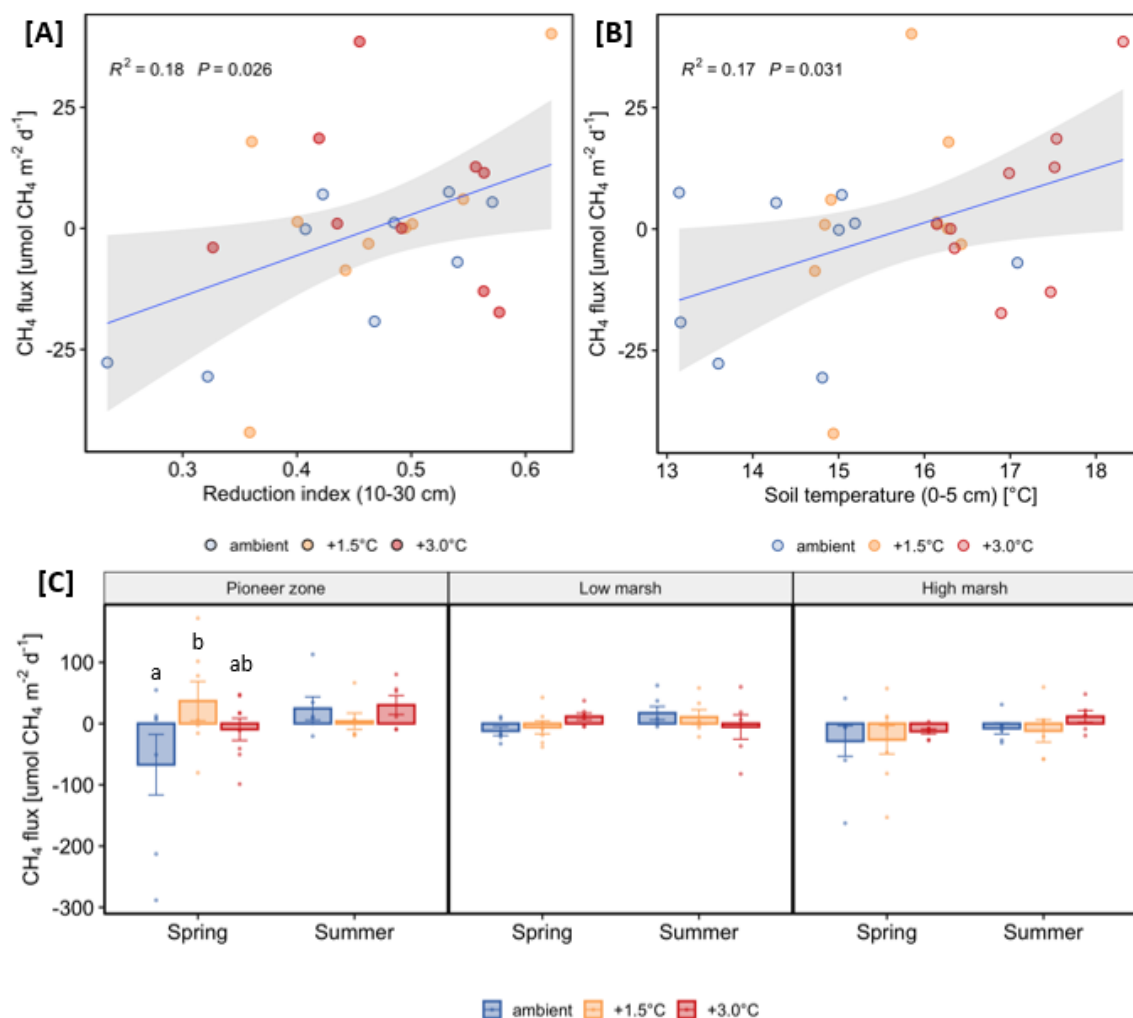 [A]
R² = 0.18 P = 0.026
CH₄ flux [umol CH₄ m⁻² d⁻¹]
25
0
-25
0.3 0.4 0.5 0.6
Reduction index (10-30 cm)
ambient +1.5°C +3.0°C
[B]
R² = 0.17 P = 0.031
CH₄ flux [umol CH₄ m⁻² d⁻¹]
25
0
-25
13 14 15 16 17 18
Soil temperature (0-5 cm) [°C]
ambient +1.5°C +3.0°C
[C]
Pioneer zone Low marsh High marsh
CH₄ flux [umol CH₄ m⁻² d⁻¹]
100
0
-100
-200
-300
a b ab
Spring Summer Spring Summer Spring Summer
ambient +1.5°C +3.0°C